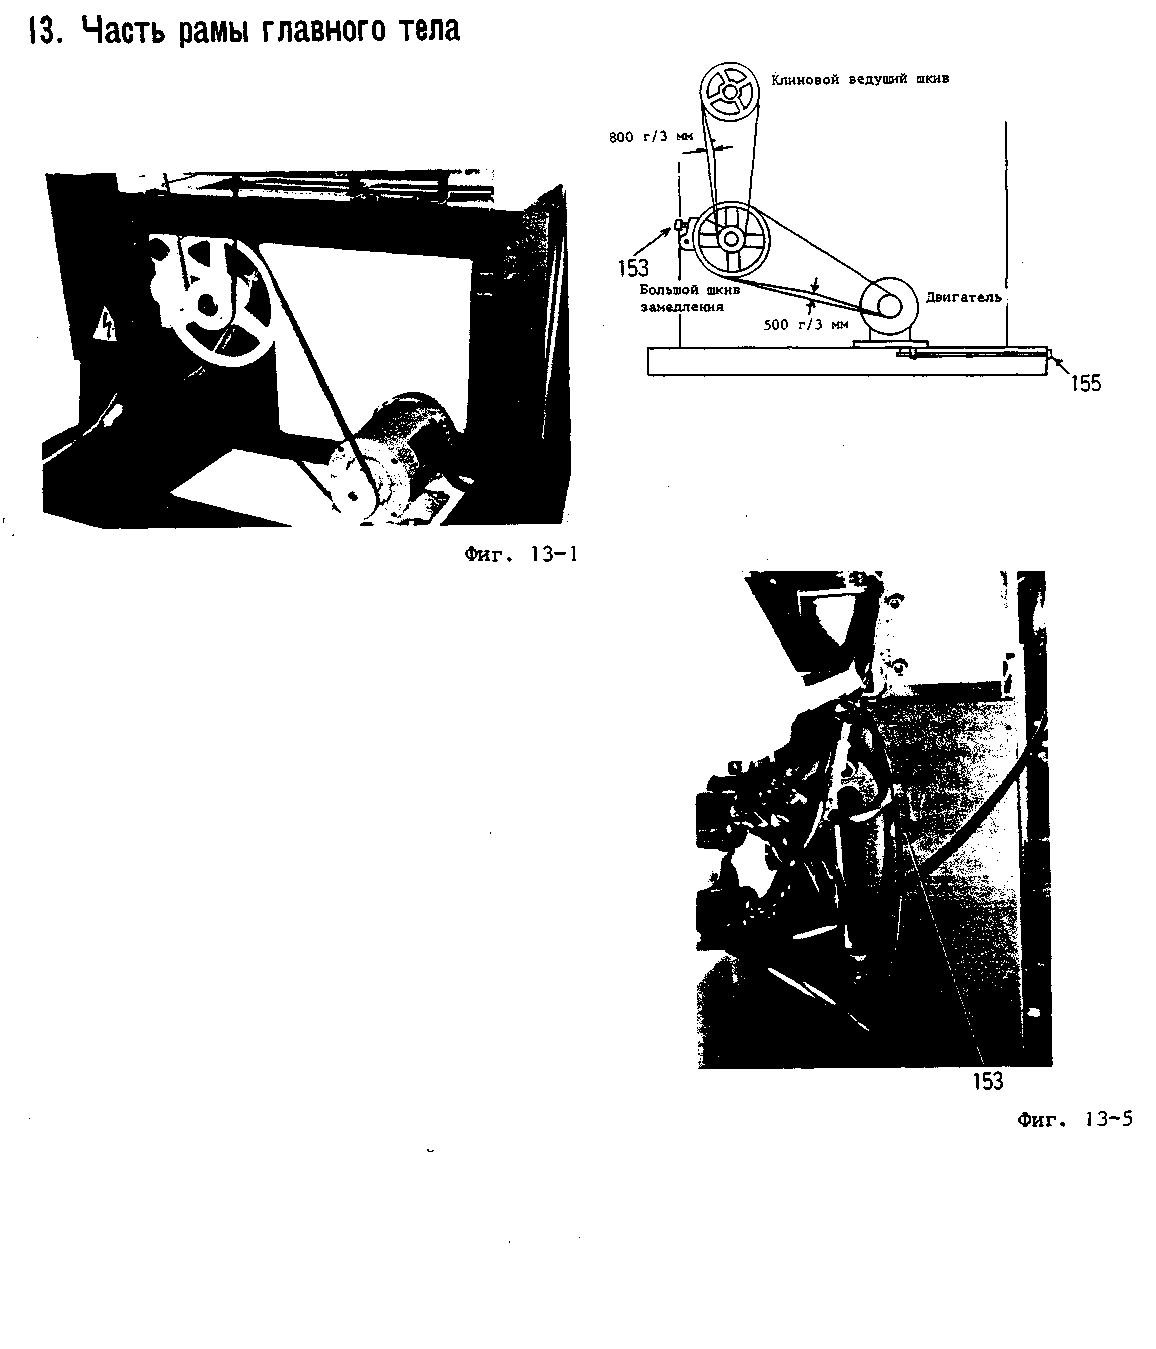 13. Часть рамы главного тела
Клиновой ведущий шкив
800 г/3 мм
153
Большой шкив
замедления
Двигатель
500 г/3 мм
155
Фиг. 13-1
153
Фиг. 13-5